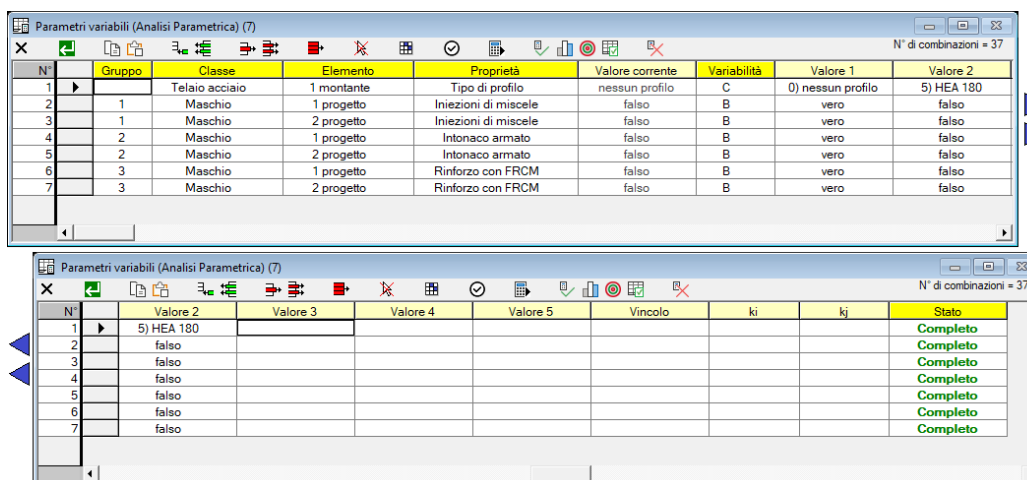 Parametri variabili (Analisi Parametrica) (7)
N° di combinazioni = 37
N° Gruppo Classe Elemento Proprietà Valore corrente Variabilità Valore 1 Valore 2
1 Telaio acciaio 1 montante Tipo di profilo nessun profilo C 0) nessun profilo 5) HEA 180
2 1 Maschio 1 progetto Iniezioni di miscele falso B vero falso
3 1 Maschio 2 progetto Iniezioni di miscele falso B vero falso
4 2 Maschio 1 progetto Intonaco armato falso B vero falso
5 2 Maschio 2 progetto Intonaco armato falso B vero falso
6 3 Maschio 1 progetto Rinforzo con FRCM falso B vero falso
7 3 Maschio 2 progetto Rinforzo con FRCM falso B vero falso
Parametri variabili (Analisi Parametrica) (7)
N° di combinazioni = 37
N° Valore 2 Valore 3 Valore 4 Valore 5 Vincolo ki kj Stato
1 5) HEA 180 Completo
2 falso Completo
3 falso Completo
4 falso Completo
5 falso Completo
6 falso Completo
7 falso Completo